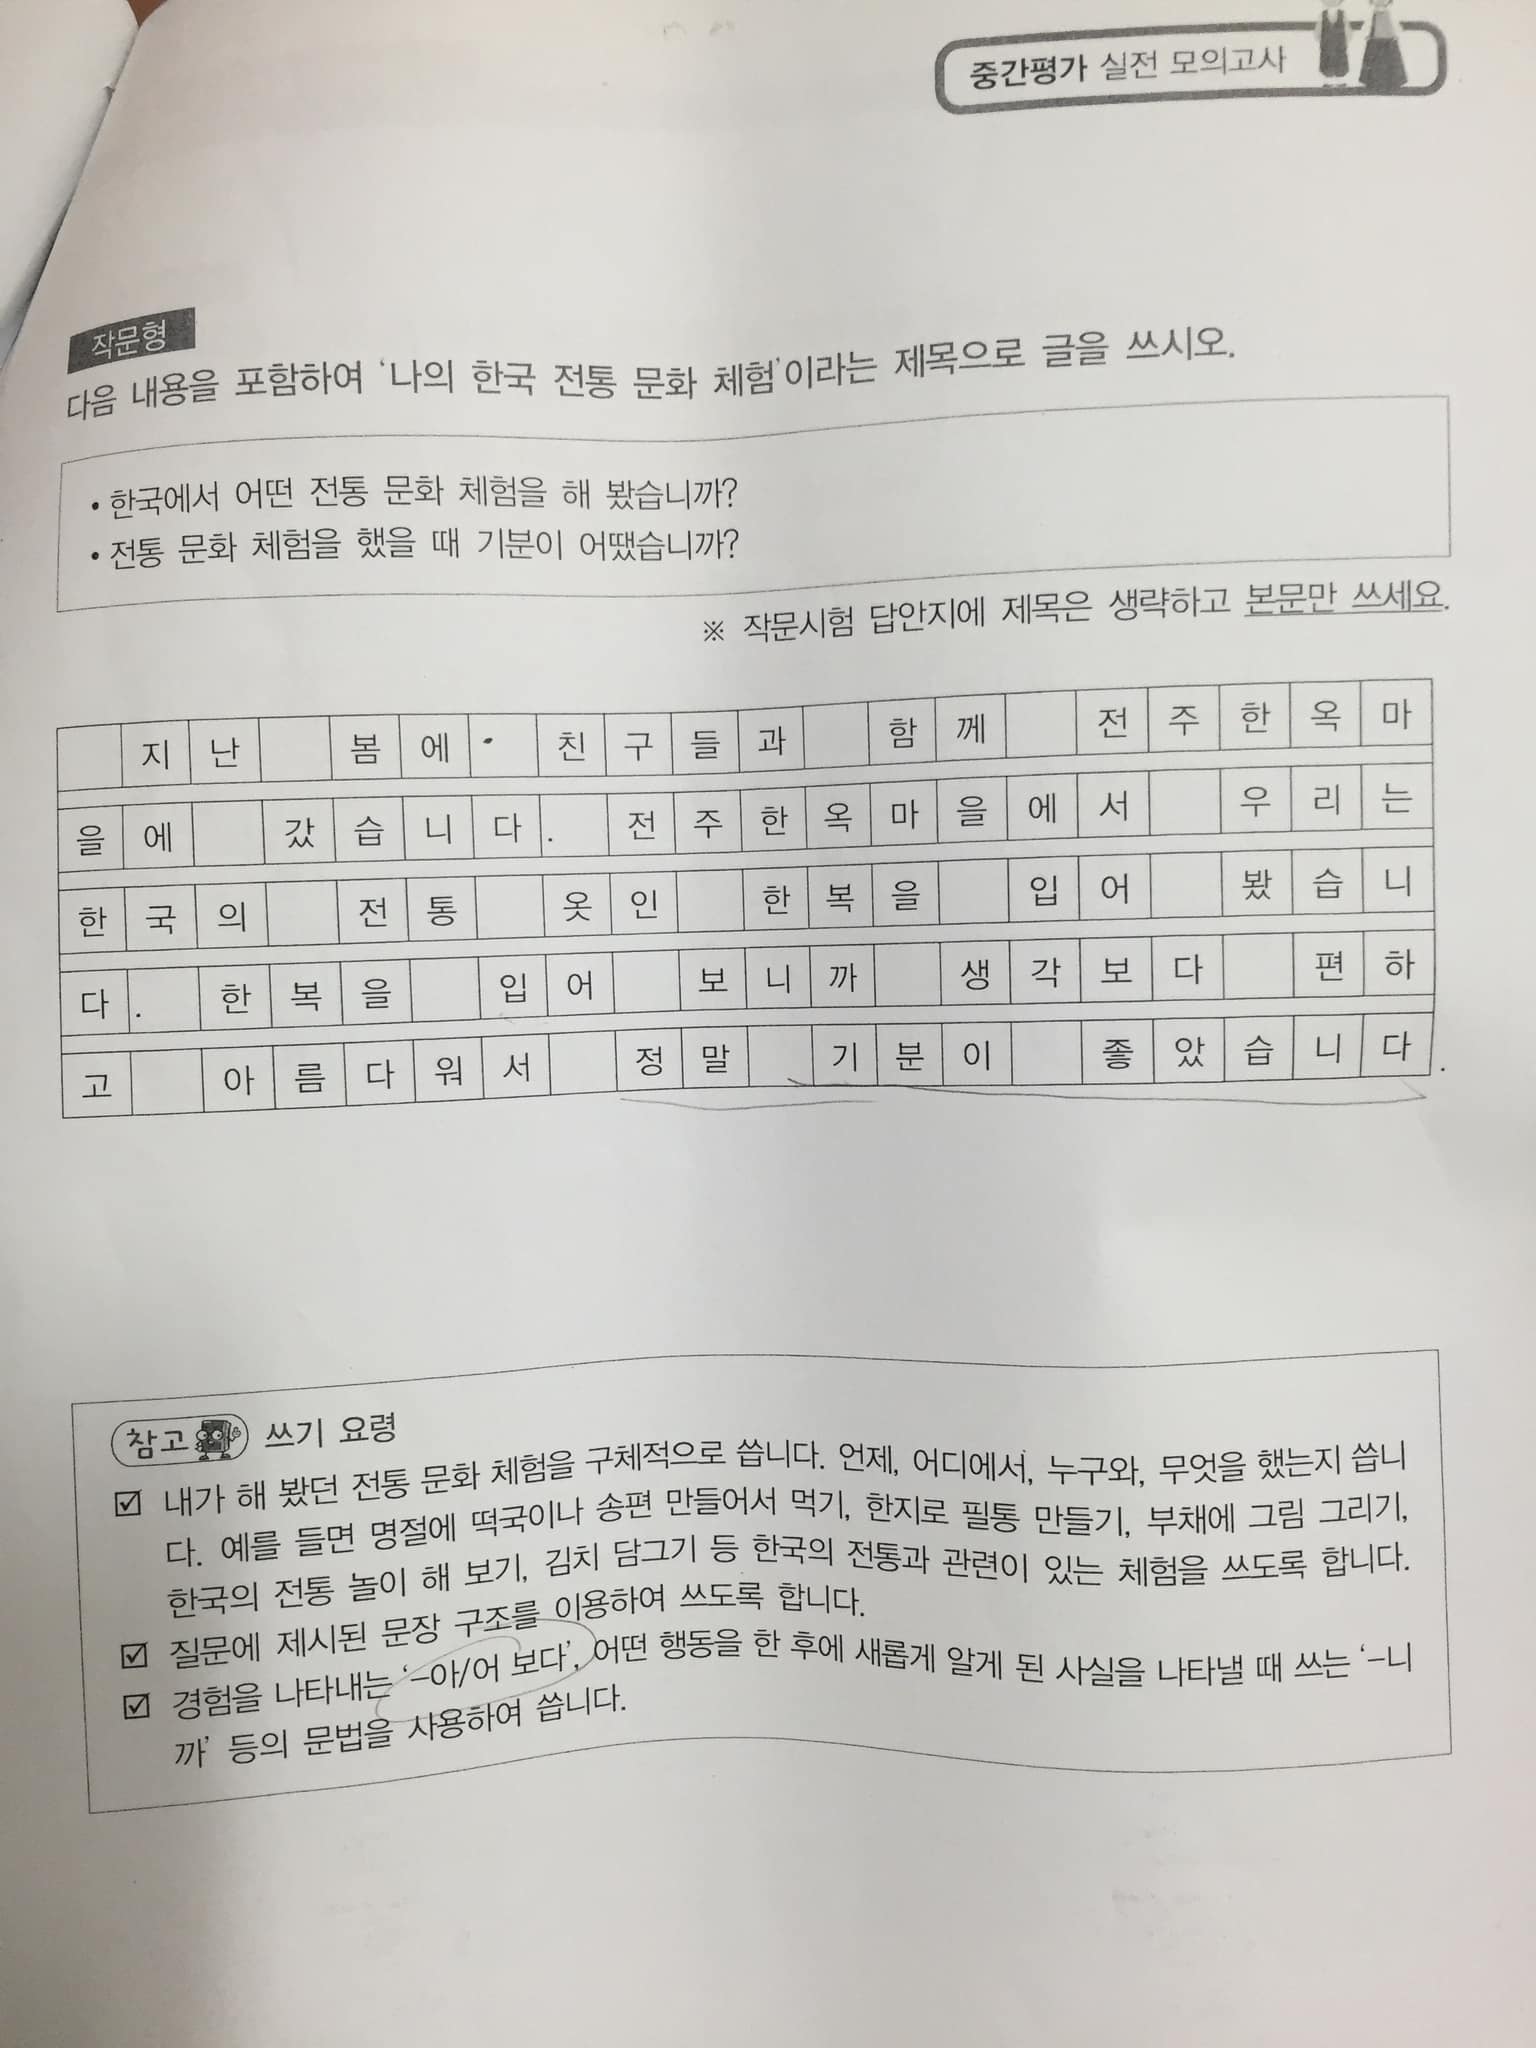 중간평가 실전 모의고사
작문형
다음 내용을 포함하여 ‘나의 한국 전통 문화 체험’이라는 제목으로 글을 쓰시오.
• 한국에서 어떤 전통 문화 체험을 해 봤습니까?
• 전통 문화 체험을 했을 때 기분이 어땠습니까?
※ 작문시험 답안지에 제목은 생략하고 본문만 쓰세요.
지난 봄에 친구들과 함께 전주한옥마
을에 갔습니다. 전주한옥마을에서 우리는
한국의 전통 옷인 한복을 입어 봤습니
다. 한복을 입어 보니까 생각보다 편하
고 아름다워서 정말 기분이 좋았습니다.
참고 쓰기 요령
☑ 내가 해 봤던 전통 문화 체험을 구체적으로 씁니다. 언제, 어디에서, 누구와, 무엇을 했는지 씁니
다. 예를 들면 명절에 떡국이나 송편 만들어서 먹기, 한지로 필통 만들기, 부채에 그림 그리기,
한국의 전통 놀이 해 보기, 김치 담그기 등 한국의 전통과 관련이 있는 체험을 쓰도록 합니다.
☑ 질문에 제시된 문장 구조를 이용하여 쓰도록 합니다.
☑ 경험을 나타내는 ‘-아/어 보다’, 어떤 행동을 한 후에 새롭게 알게 된 사실을 나타낼 때 쓰는 ‘-니
까’ 등의 문법을 사용하여 씁니다.